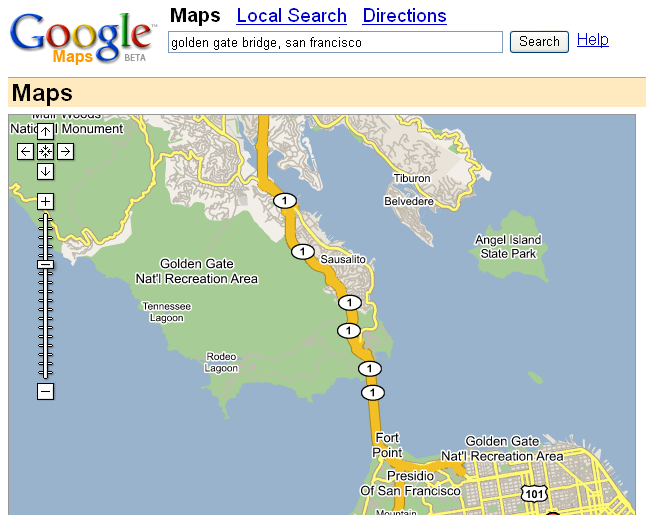 Google
Maps BETA
Maps Local Search Directions
golden gate bridge, san francisco
Search
Help
Maps
Muir Woods
National Monument
Tiburon
Belvedere
1
Angel Island
State Park
1
Sausalito
Golden Gate
Nat'l Recreation Area
Tennessee
Lagoon
1
1
Rodeo
Lagoon
1
1
Fort
Point
Golden Gate
Nat'l Recreation Area
Presidio
Of San Francisco
101
Mountain